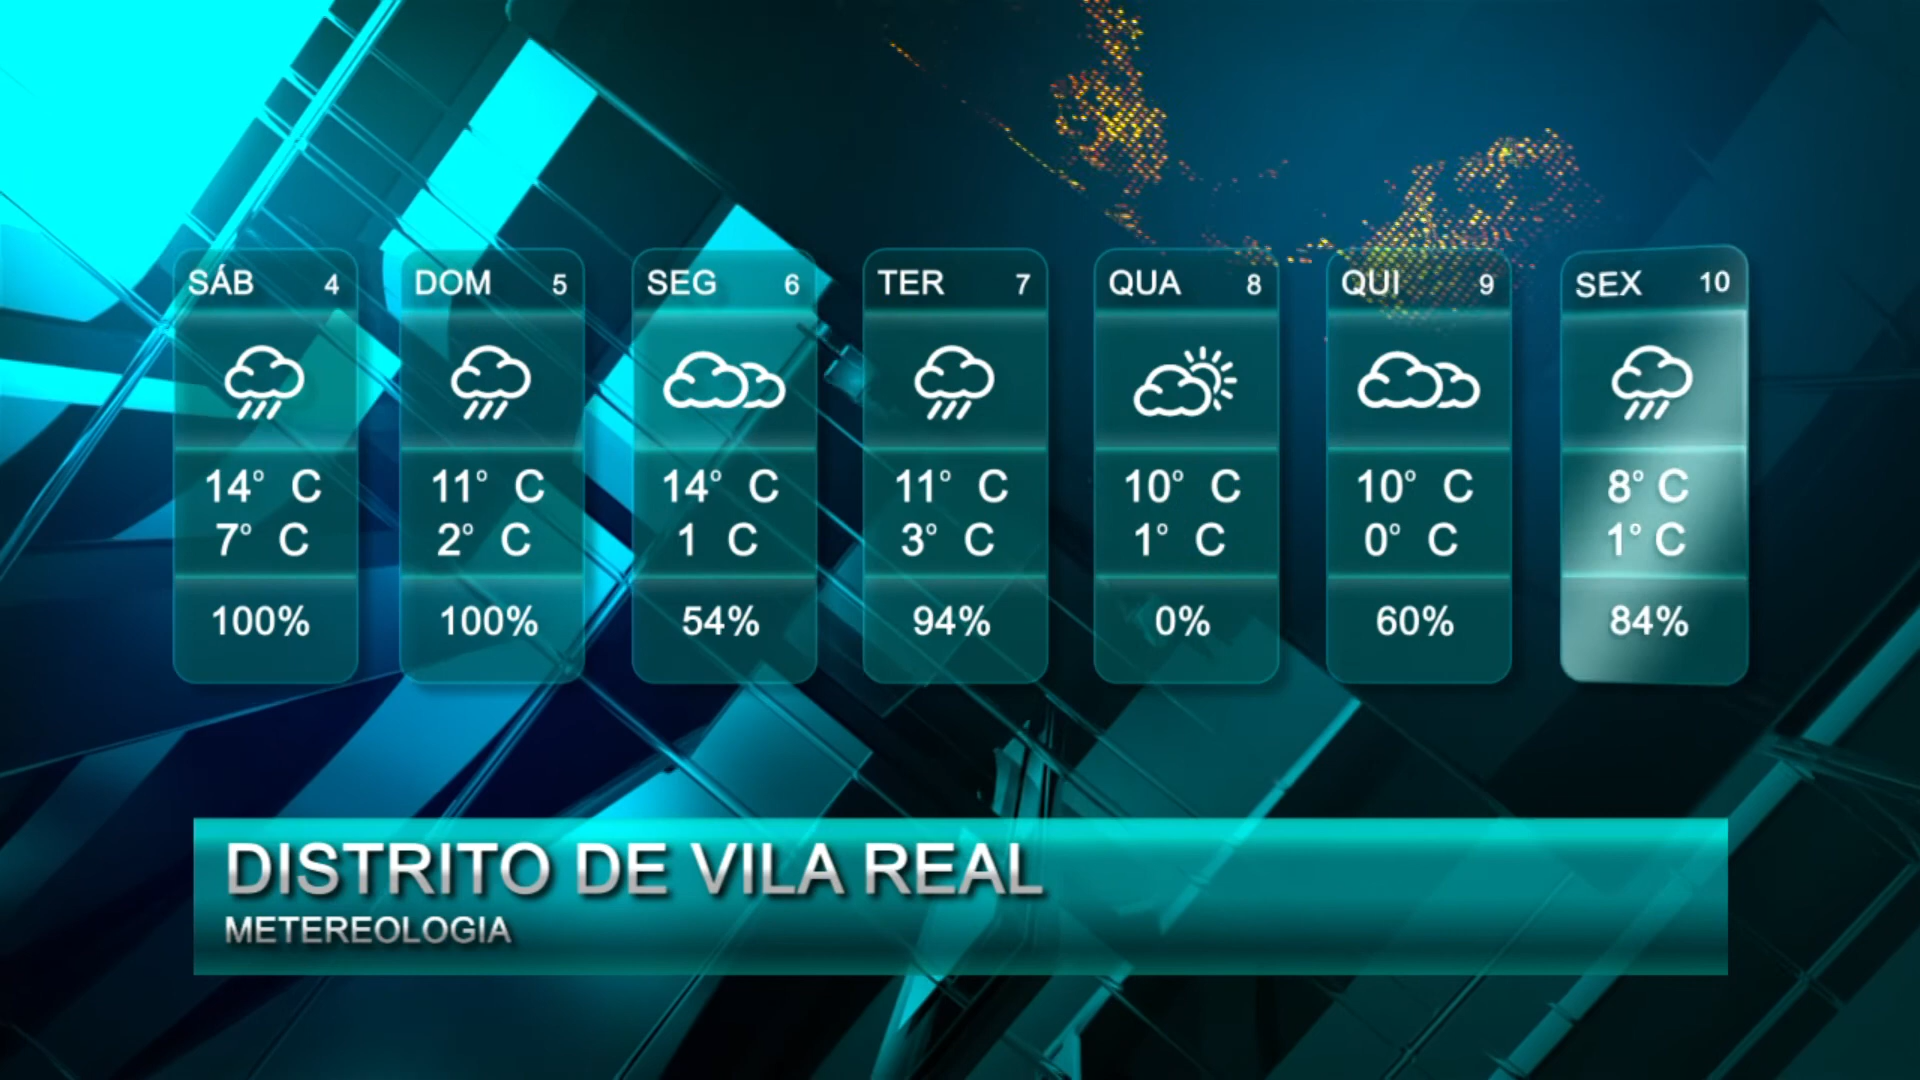 SÁB 4
14° C
7° C
100%
DOM 5
11° C
2° C
100%
SEG 6
14° C
1 C
54%
TER 7
11° C
3° C
94%
QUA 8
10° C
1° C
0%
QUI 9
10° C
0° C
60%
SEX 10
8° C
1° C
84%
DISTRITO DE VILA REAL
METEREOLOGIA